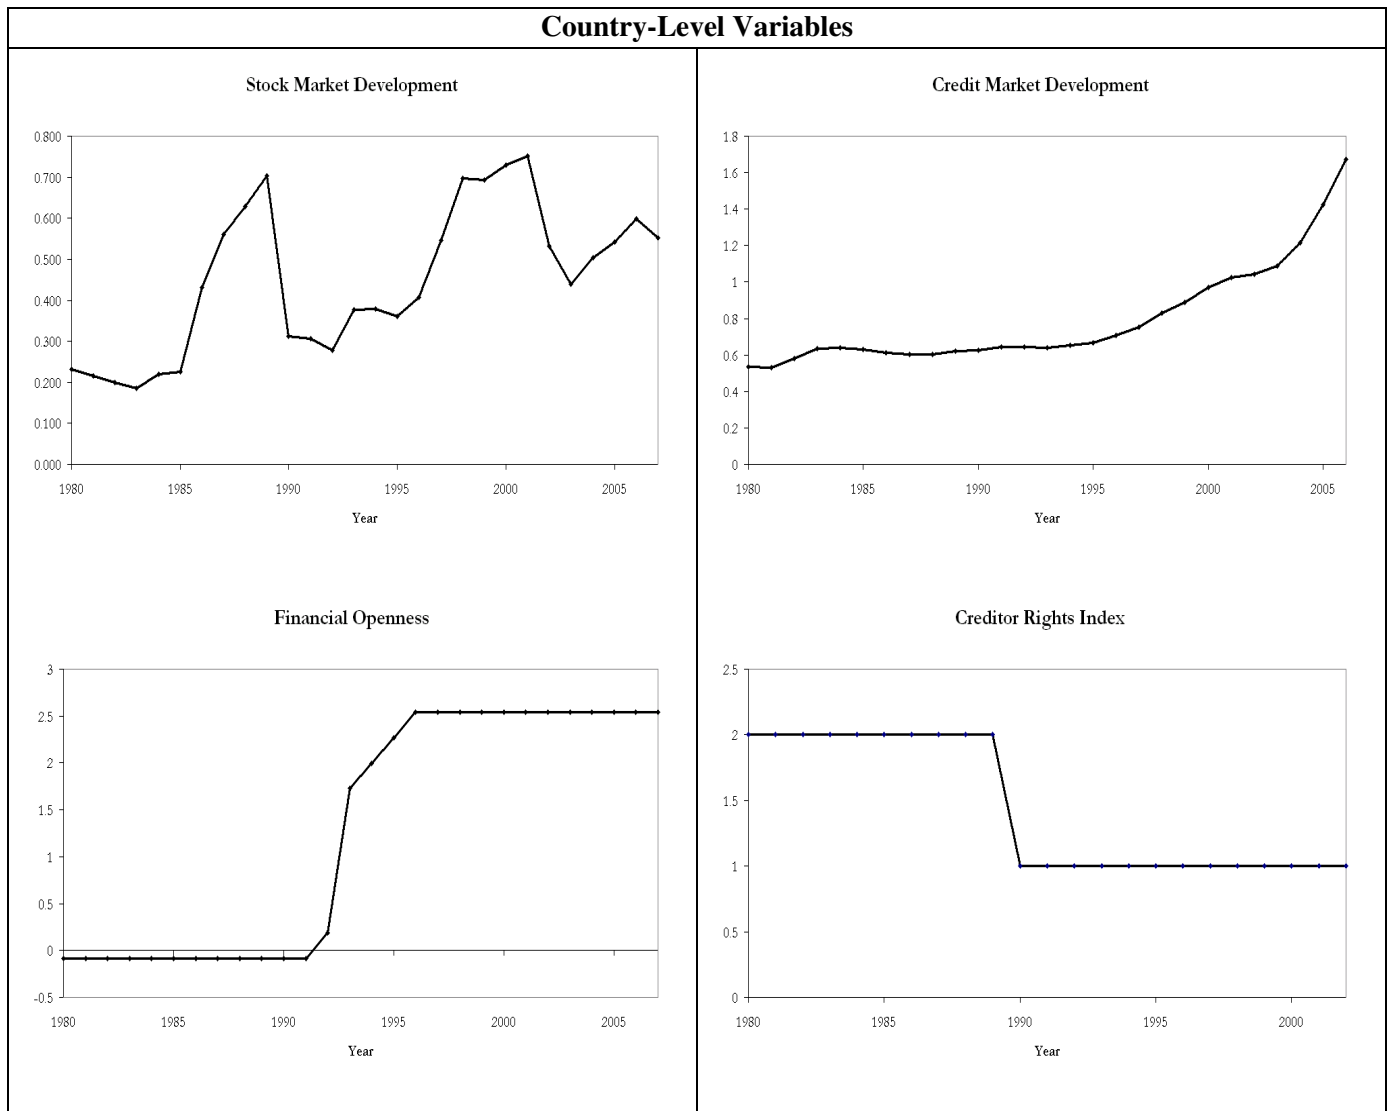 Country-Level Variables
Stock Market Development
0.800
0.700
0.600
0.500
0.400
0.300
0.200
0.100
0.000
1980 1985 1990 1995 2000 2005
Year
Credit Market Development
1.8
1.6
1.4
1.2
1
0.8
0.6
0.4
0.2
0
1980 1985 1990 1995 2000 2005
Year
Financial Openness
3
2.5
2
1.5
1
0.5
0
-0.5
1980 1985 1990 1995 2000 2005
Year
Creditor Rights Index
2.5
2
1.5
1
0.5
0
1980 1985 1990 1995 2000
Year